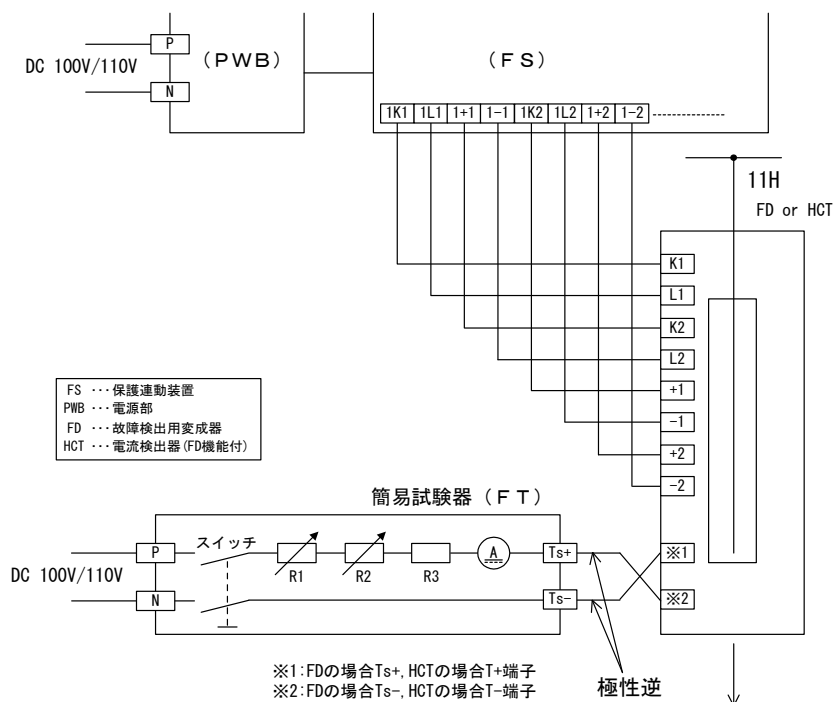 P
DC 100V/110V
N
(PWB)
(FS)
1K1 1L1 1+1 1-1 1K2 1L2 1+2 1-2
11H
FD or HCT
K1
L1
K2
L2
+1
-1
+2
-2
FS ···保護連動装置
PWB ···電源部
FD ···故障検出用変成器
HCT ···電流検出器(FD機能付)
簡易試験器(FT)
P
スイッチ
R1
R2
R3
A
Ts+
DC 100V/110V
N
Ts-
※1
※2
※1:FDの場合Ts+,HCTの場合T+端子
※2:FDの場合Ts-,HCTの場合T-端子
極性逆